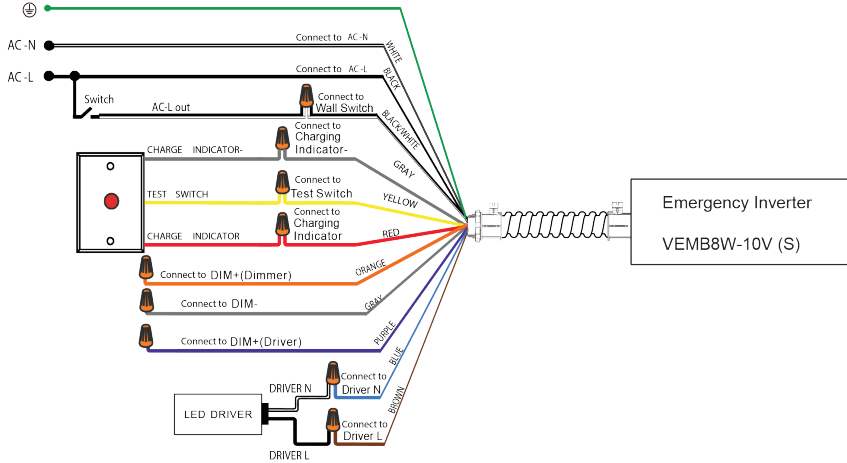 AC-N
Connect to AC-N
WHITE
AC-L
Connect to AC-L
BLACK
Switch
AC-L out
Connect to
Wall Switch
BLACK/WHITE
CHARGE INDICATOR-
Connect to
Charging
Indicator-
GRAY
TEST SWITCH
Connect to
Test Switch
YELLOW
CHARGE INDICATOR
Connect to
Charging
Indicator
RED
Connect to DIM+(Dimmer)
ORANGE
Connect to DIM-
GRAY
Connect to DIM+(Driver)
PURPLE
BLUE
DRIVER N
Connect to
Driver N
BROWN
LED DRIVER
Connect to
Driver L
DRIVER L
Emergency Inverter
VEMB8W-10V (S)